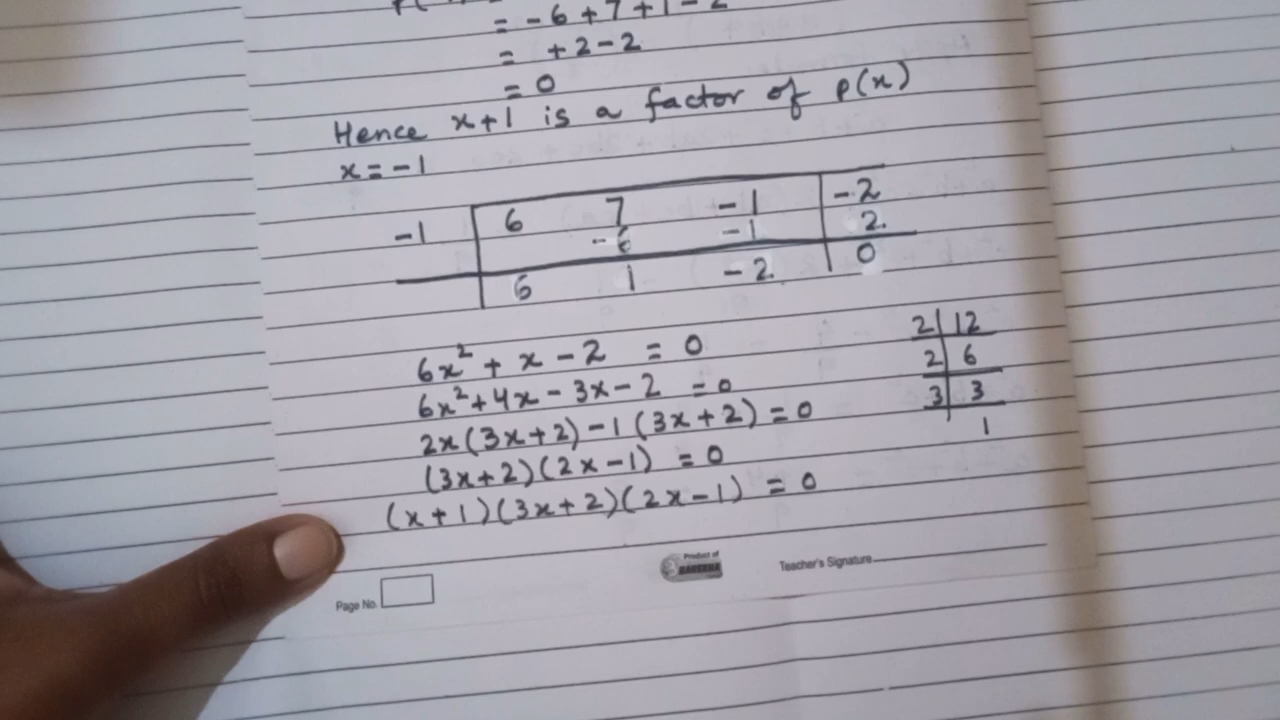 = -6 + 7 + 1 - 2
= +2 - 2
= 0
Hence x+1 is a factor of P(x)
x = -1
-1 6 7 -1 -2
-6 -1 2
6 1 -2 0
6x² + x - 2 = 0
6x² + 4x - 3x - 2 = 0
2x(3x+2) - 1(3x+2) = 0
(3x+2)(2x-1) = 0
(x+1)(3x+2)(2x-1) = 0
2 12
2 6
3 3
1
Page No.
Product of
Teacher's Signature